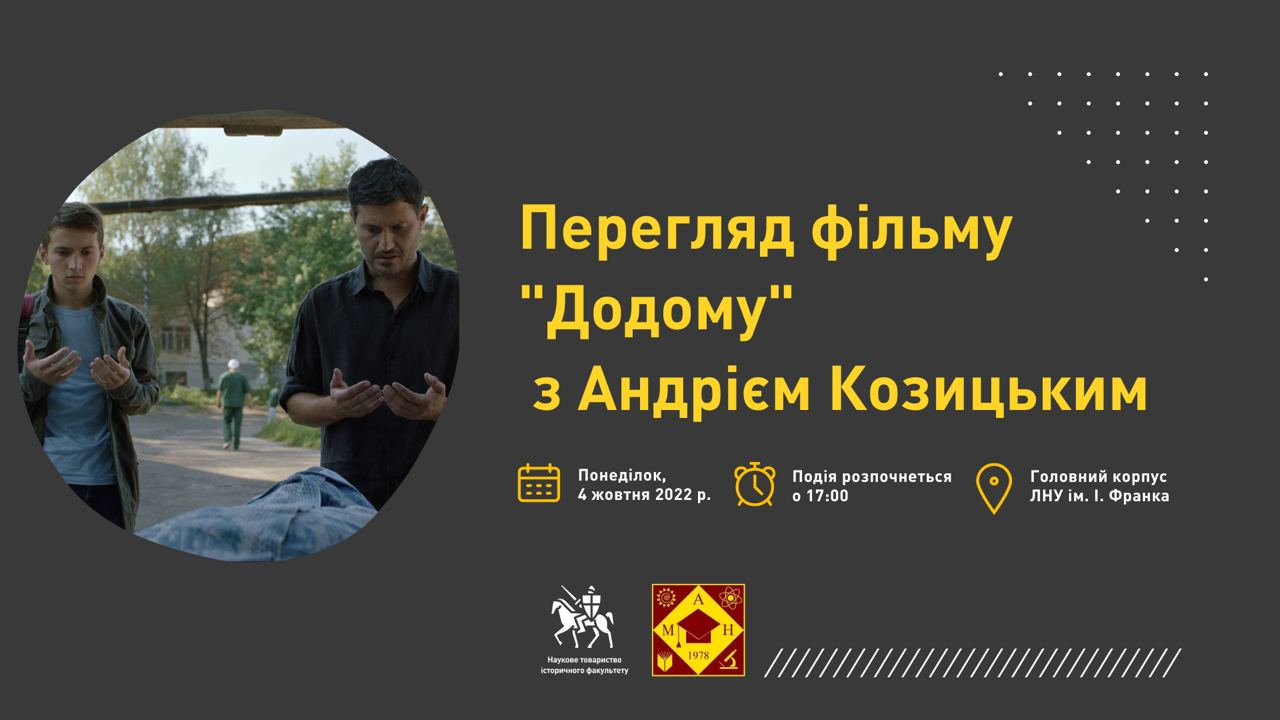 Перегляд фільму
"Додому"
з Андрієм Козицьким
Понеділок,
4 жовтня 2022 р.
Подія розпочнеться
о 17:00
Головний корпус
ЛНУ ім. І. Франка
Наукове товариство
історичного факультету
А
М Н
1978